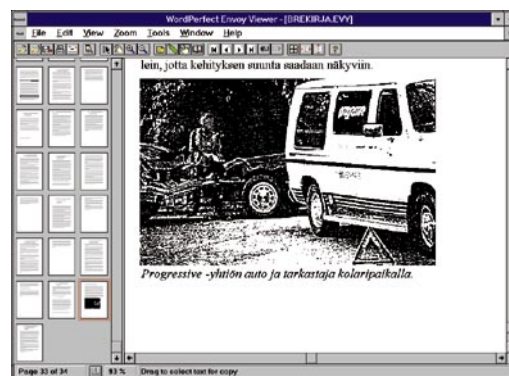 WordPerfect Envoy Viewer - [BREKIRJA.EVY]
File Edit View Zoom Tools Window Help
lein, jotta kehityksen suunta saadaan näkyviin.
Progressive -yhtiön auto ja tarkastaja kolaripaikalla.
Page 33 of 34 93 % Drag to select text for copy